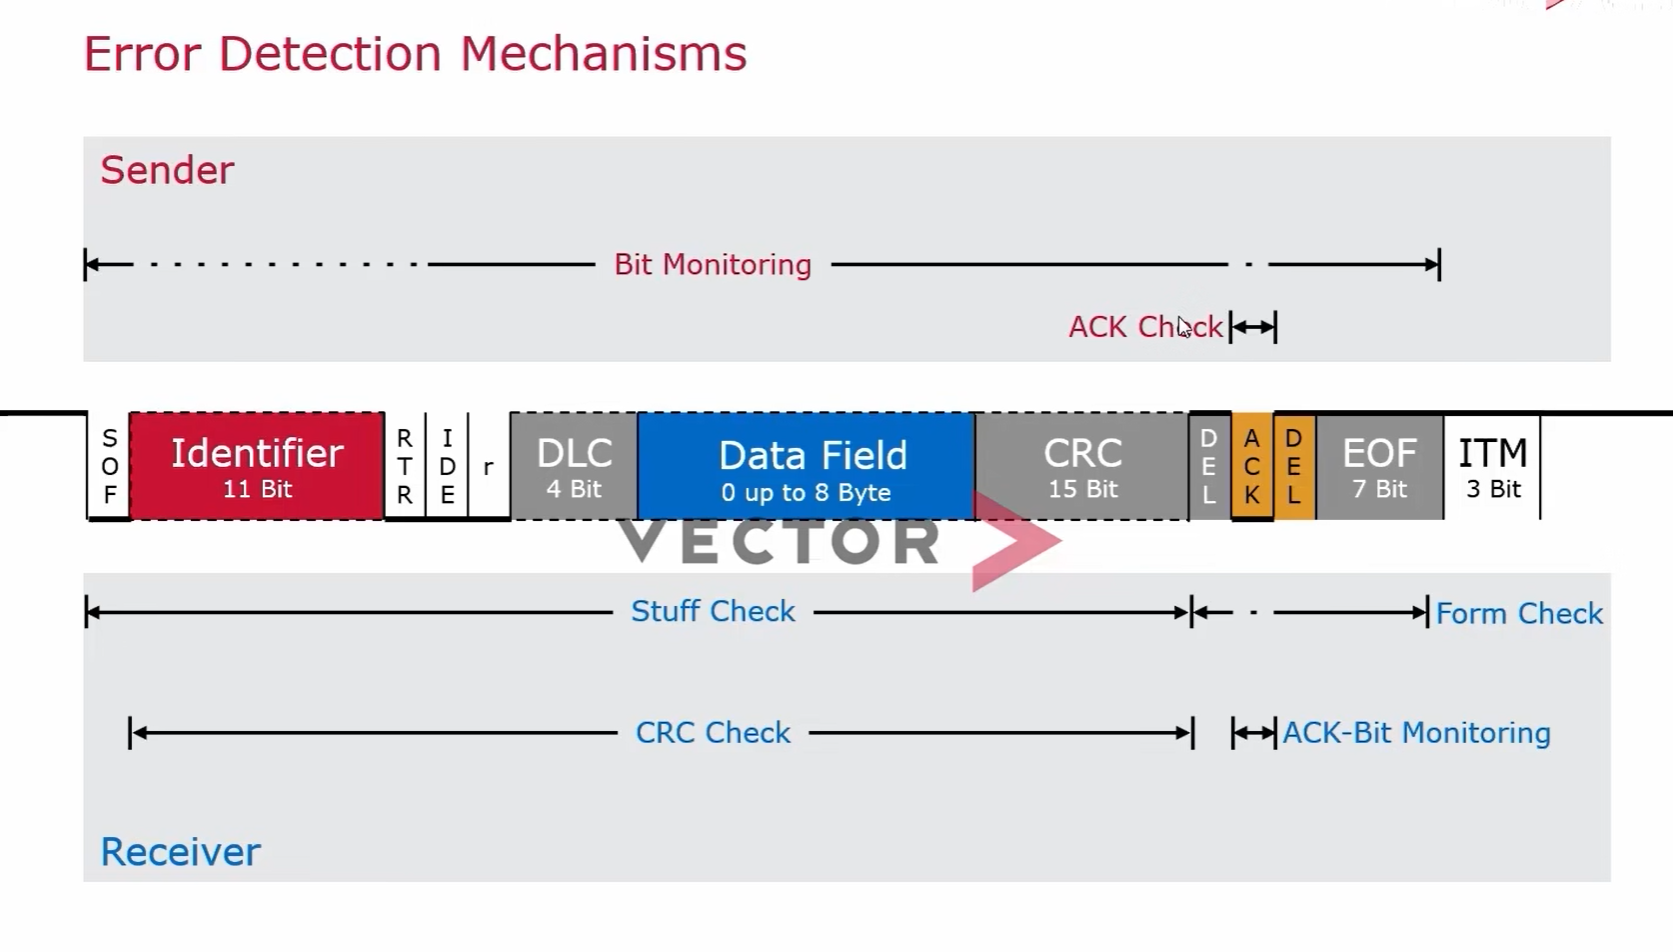 Error Detection Mechanisms
Sender
Bit Monitoring
ACK Check
SOF
Identifier
11 Bit
RTR
IDE
r
DLC
4 Bit
Data Field
0 up to 8 Byte
CRC
15 Bit
DEL
ACK
DEL
EOF
7 Bit
ITM
3 Bit
VECTOR
Stuff Check
Form Check
CRC Check
ACK-Bit Monitoring
Receiver